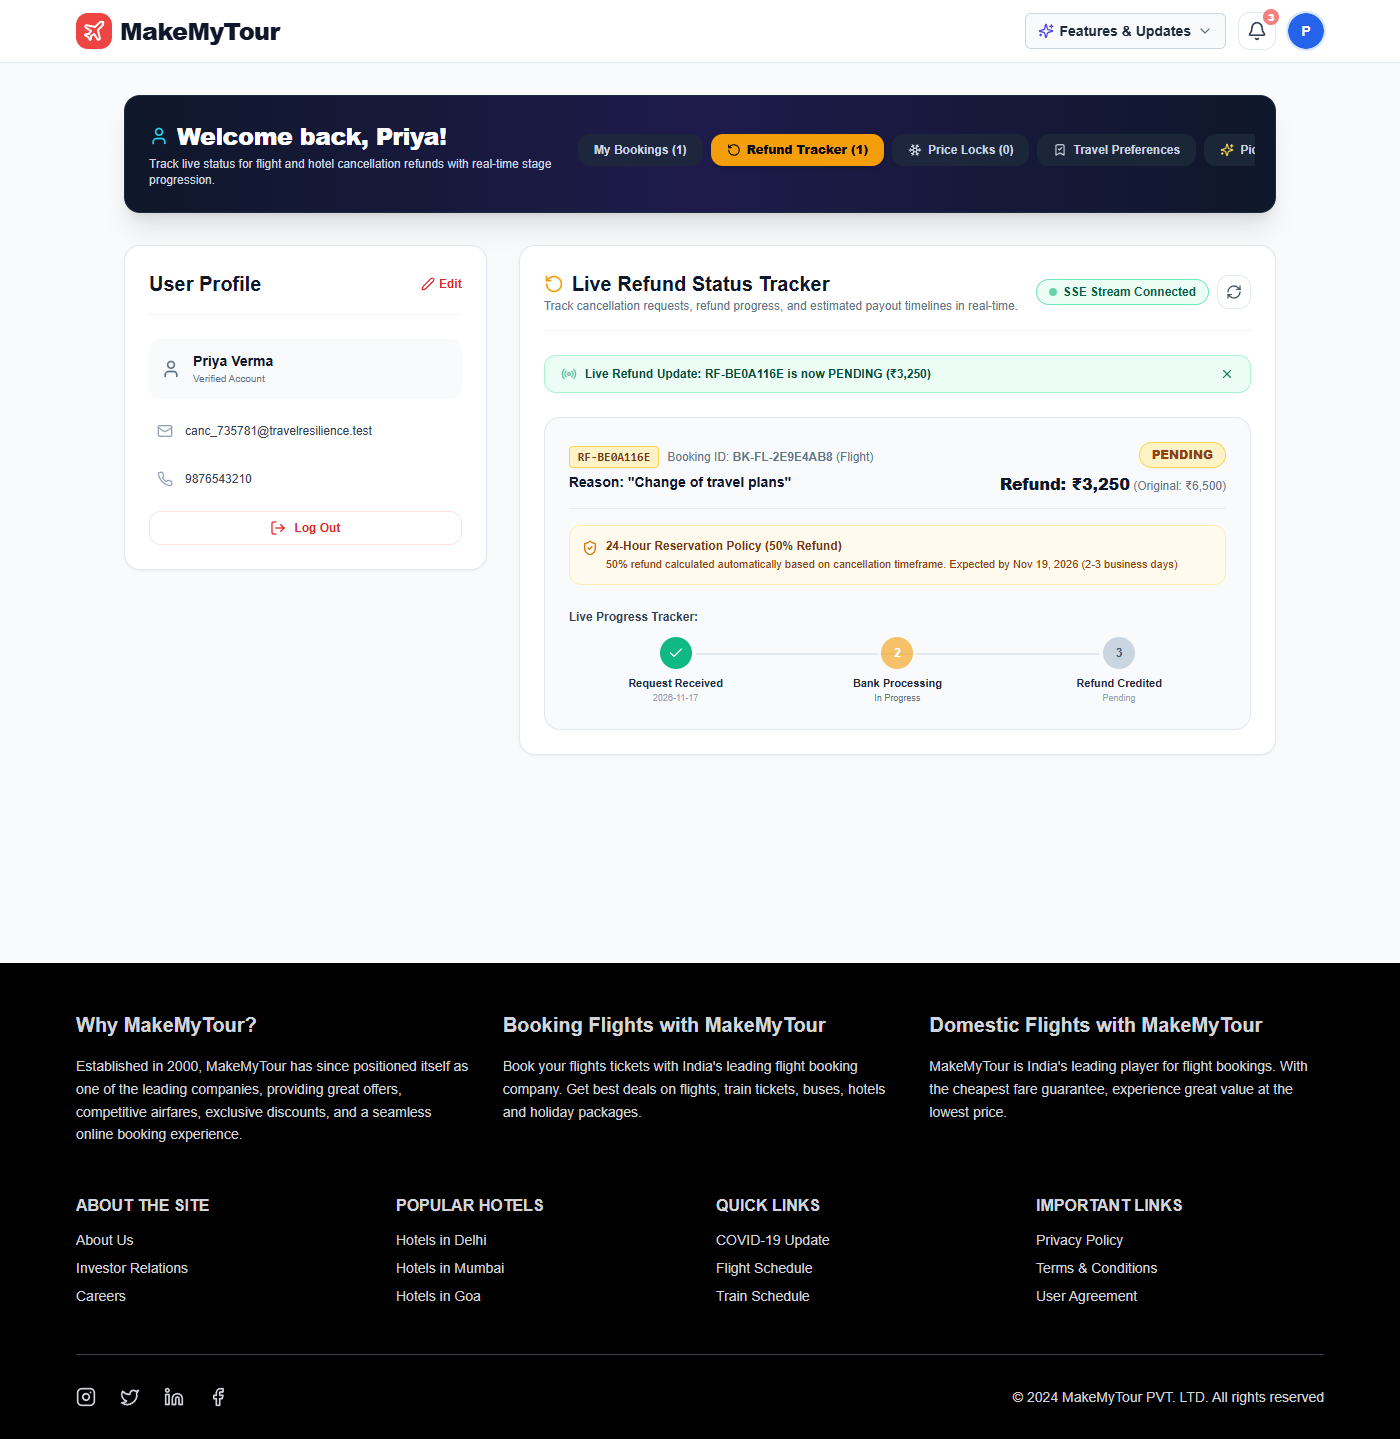 MakeMyTour
Features & Updates
3
P
Welcome back, Priya!
Track live status for flight and hotel cancellation refunds with real-time stage
progression.
My Bookings (1)
Refund Tracker (1)
Price Locks (0)
Travel Preferences
User Profile
Edit
Priya Verma
Verified Account
canc_735781@travelresilience.test
9876543210
Log Out
Live Refund Status Tracker
Track cancellation requests, refund progress, and estimated payout timelines in real-time.
SSE Stream Connected
Live Refund Update: RF-BE0A116E is now PENDING (₹3,250)
RF-BE0A116E Booking ID: BK-FL-2E9E4AB8 (Flight)
PENDING
Reason: "Change of travel plans"
Refund: ₹3,250 (Original: ₹6,500)
24-Hour Reservation Policy (50% Refund)
50% refund calculated automatically based on cancellation timeframe. Expected by Nov 19, 2026 (2-3 business days)
Live Progress Tracker:
2
3
Request Received
Bank Processing
Refund Credited
2026-11-17
In Progress
Pending
Why MakeMyTour?
Established in 2000, MakeMyTour has since positioned itself as
one of the leading companies, providing great offers,
competitive airfares, exclusive discounts, and a seamless
online booking experience.
Booking Flights with MakeMyTour
Book your flights tickets with India's leading flight booking
company. Get best deals on flights, train tickets, buses, hotels
and holiday packages.
Domestic Flights with MakeMyTour
MakeMyTour is India's leading player for flight bookings. With
the cheapest fare guarantee, experience great value at the
lowest price.
ABOUT THE SITE
About Us
Investor Relations
Careers
POPULAR HOTELS
Hotels in Delhi
Hotels in Mumbai
Hotels in Goa
QUICK LINKS
COVID-19 Update
Flight Schedule
Train Schedule
IMPORTANT LINKS
Privacy Policy
Terms & Conditions
User Agreement
© 2024 MakeMyTour PVT. LTD. All rights reserved